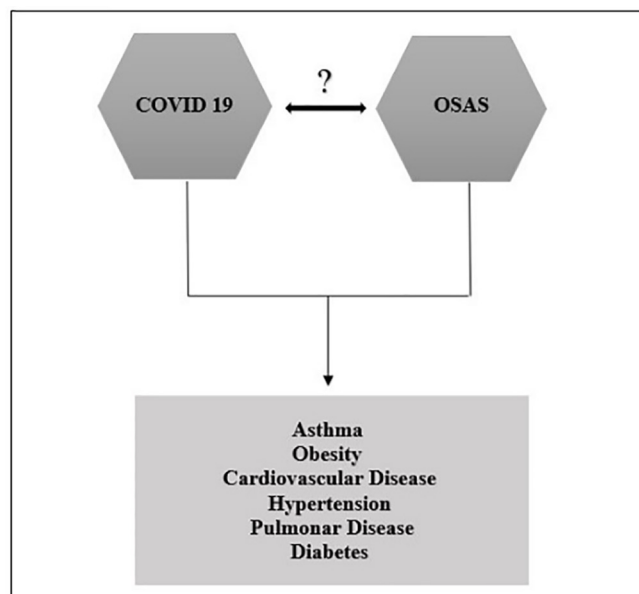 ?
COVID 19
OSAS
Asthma
Obesity
Cardiovascular Disease
Hypertension
Pulmonar Disease
Diabetes